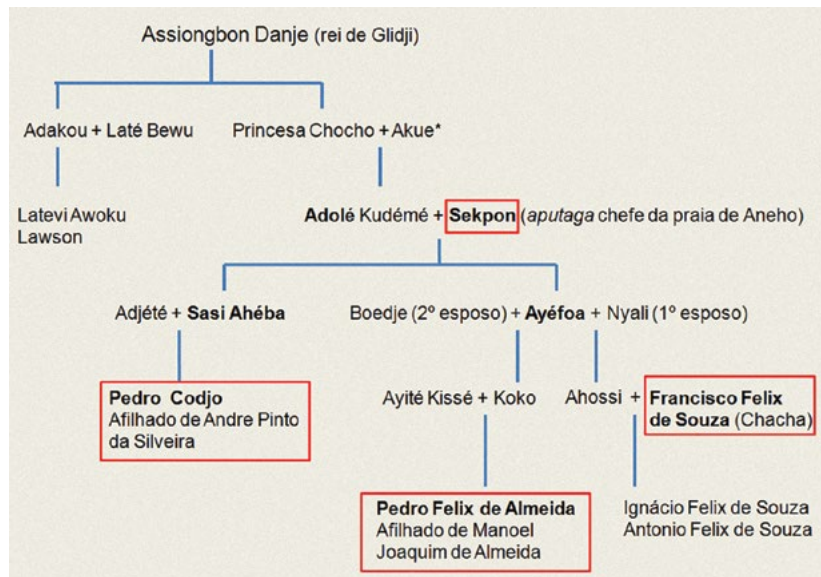 Assiongbon Danje (rei de Glidji)
Adakou + Laté Bewu
Princesa Chocho + Akue*
Latevi Awoku
Lawson
Adolé Kudémé + Sekpon (aputaga chefe da praia de Aneho)
Adjété + Sasi Ahéba
Boedje (2º esposo) + Ayéfoa + Nyali (1º esposo)
Pedro Codjo
Afilhado de Andre Pinto
da Silveira
Ayité Kissé + Koko
Ahossi + Francisco Felix
de Souza (Chacha)
Pedro Felix de Almeida
Afilhado de Manoel
Joaquim de Almeida
Ignácio Felix de Souza
Antonio Felix de Souza